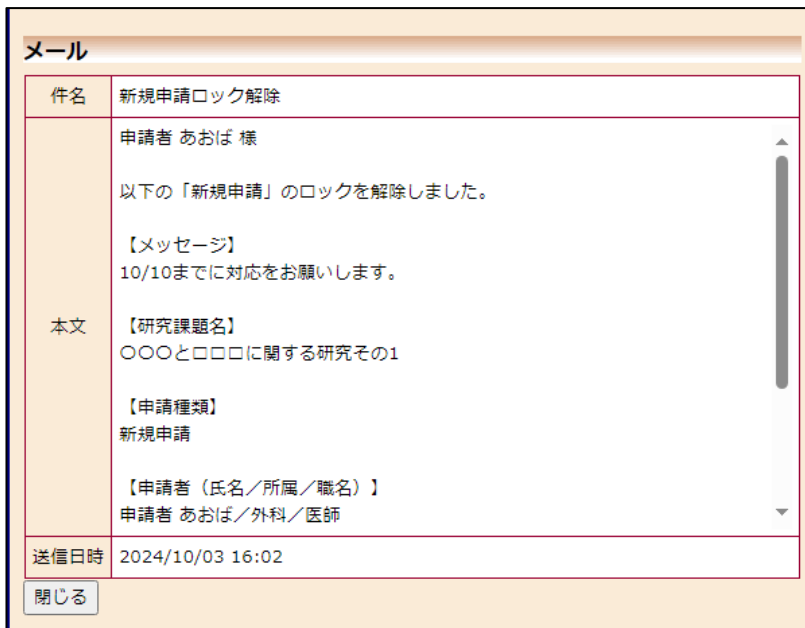 メール
件名
新規申請ロック解除
本文
申請者 あおば 様
以下の「新規申請」のロックを解除しました。
【メッセージ】
10/10までに対応をお願いします。
【研究課題名】
〇〇〇と□□□に関する研究その1
【申請種類】
新規申請
【申請者（氏名／所属／職名）】
申請者 あおば／外科／医師
送信日時
2024/10/03 16:02
閉じる